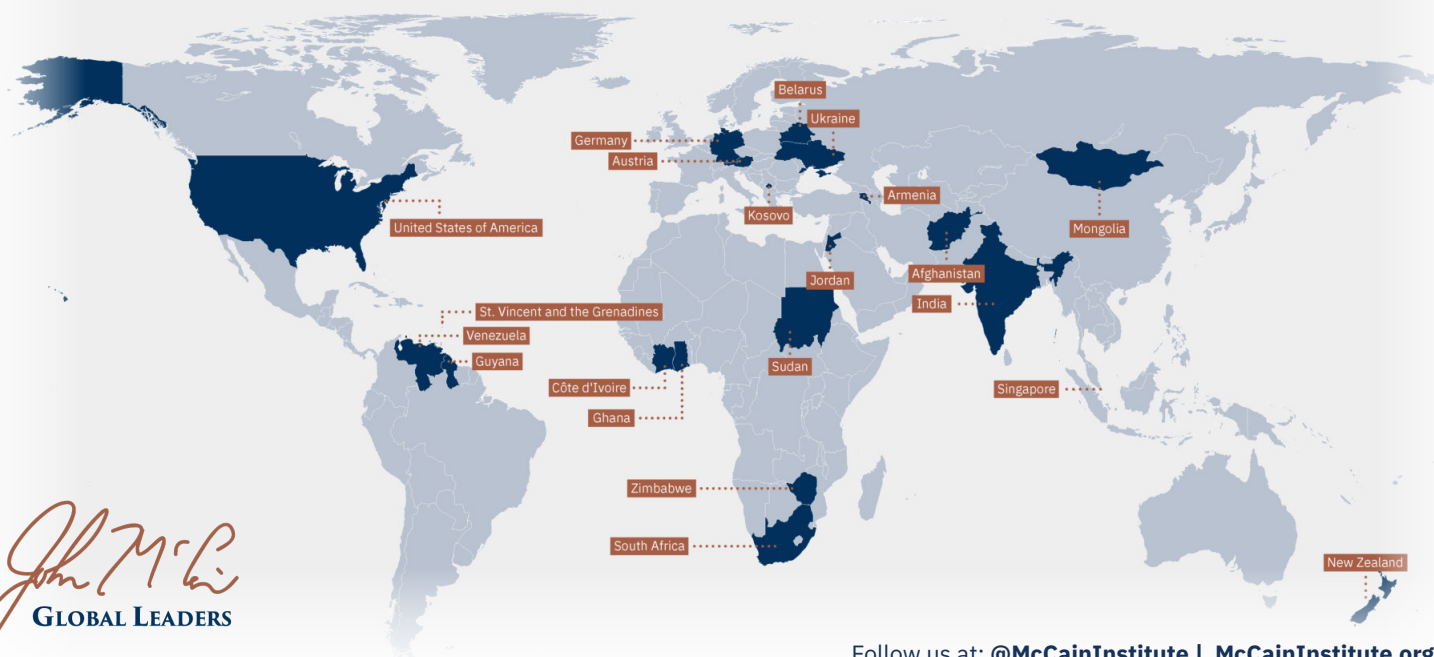 Belarus
Ukraine
Germany
Austria
Armenia
Kosovo
United States of America
Mongolia
Jordan
Afghanistan
India
St. Vincent and the Grenadines
Venezuela
Guyana
Sudan
Côte d'Ivoire
Singapore
Ghana
Zimbabwe
South Africa
New Zealand
John McCain
GLOBAL LEADERS
Follow us at: @McCainInstitute | McCainInstitute.org